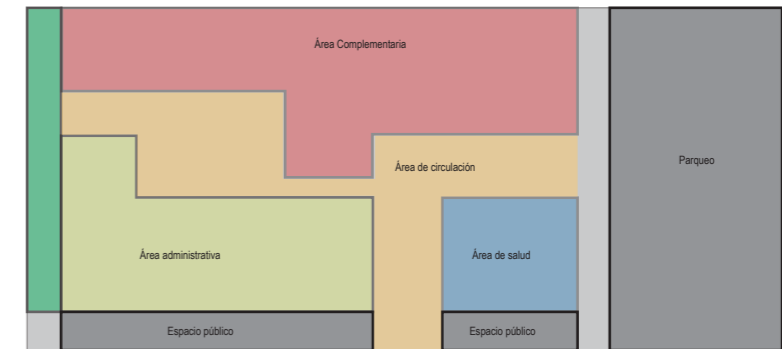 Área Complementaria
Área de circulación
Parqueo
Área administrativa
Área de salud
Espacio público
Espacio público